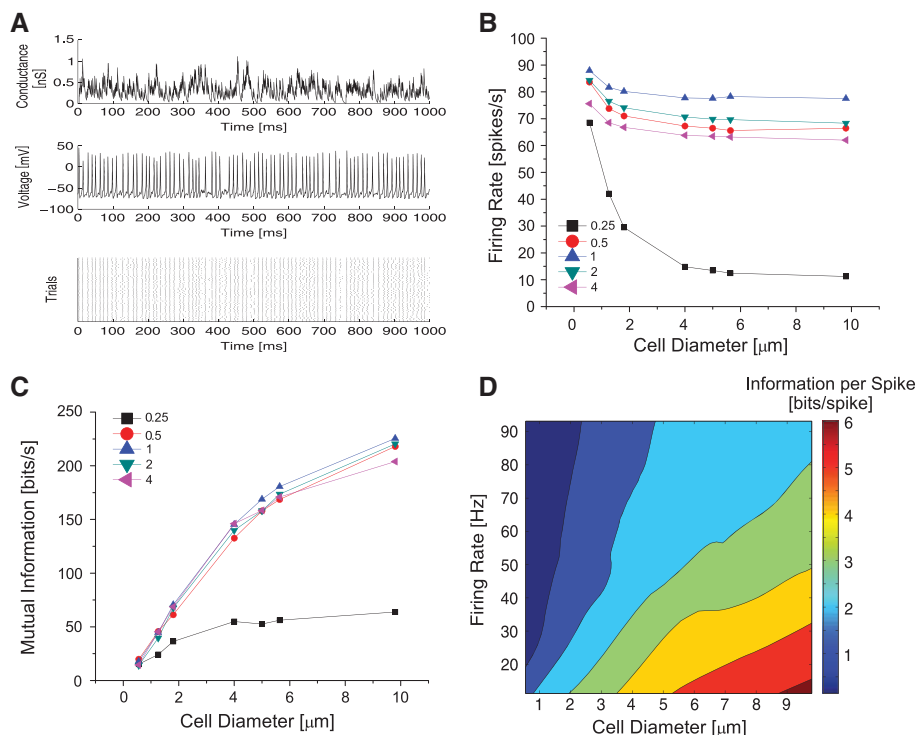 A
Conductance
[nS]
1.5
1
0.5
0
0 100 200 300 400 500 600 700 800 900 1000
Time [ms]
Voltage [mV]
50
0
−50
−100
0 100 200 300 400 500 600 700 800 900 1000
Time [ms]
Trials
0 100 200 300 400 500 600 700 800 900 1000
Time [ms]
B
Firing Rate [spikes/s]
100
90
80
70
60
50
40
30
20
10
0
0.25
0.5
1
2
4
0 2 4 6 8 10
Cell Diameter [μm]
C
Mutual Information [bits/s]
250
200
150
100
50
0
0.25
0.5
1
2
4
0 2 4 6 8 10
Cell Diameter [μm]
D
Information per Spike
[bits/spike]
Firing Rate [Hz]
90
80
70
60
50
40
30
20
1 2 3 4 5 6 7 8 9
Cell Diameter [μm]
6
5
4
3
2
1